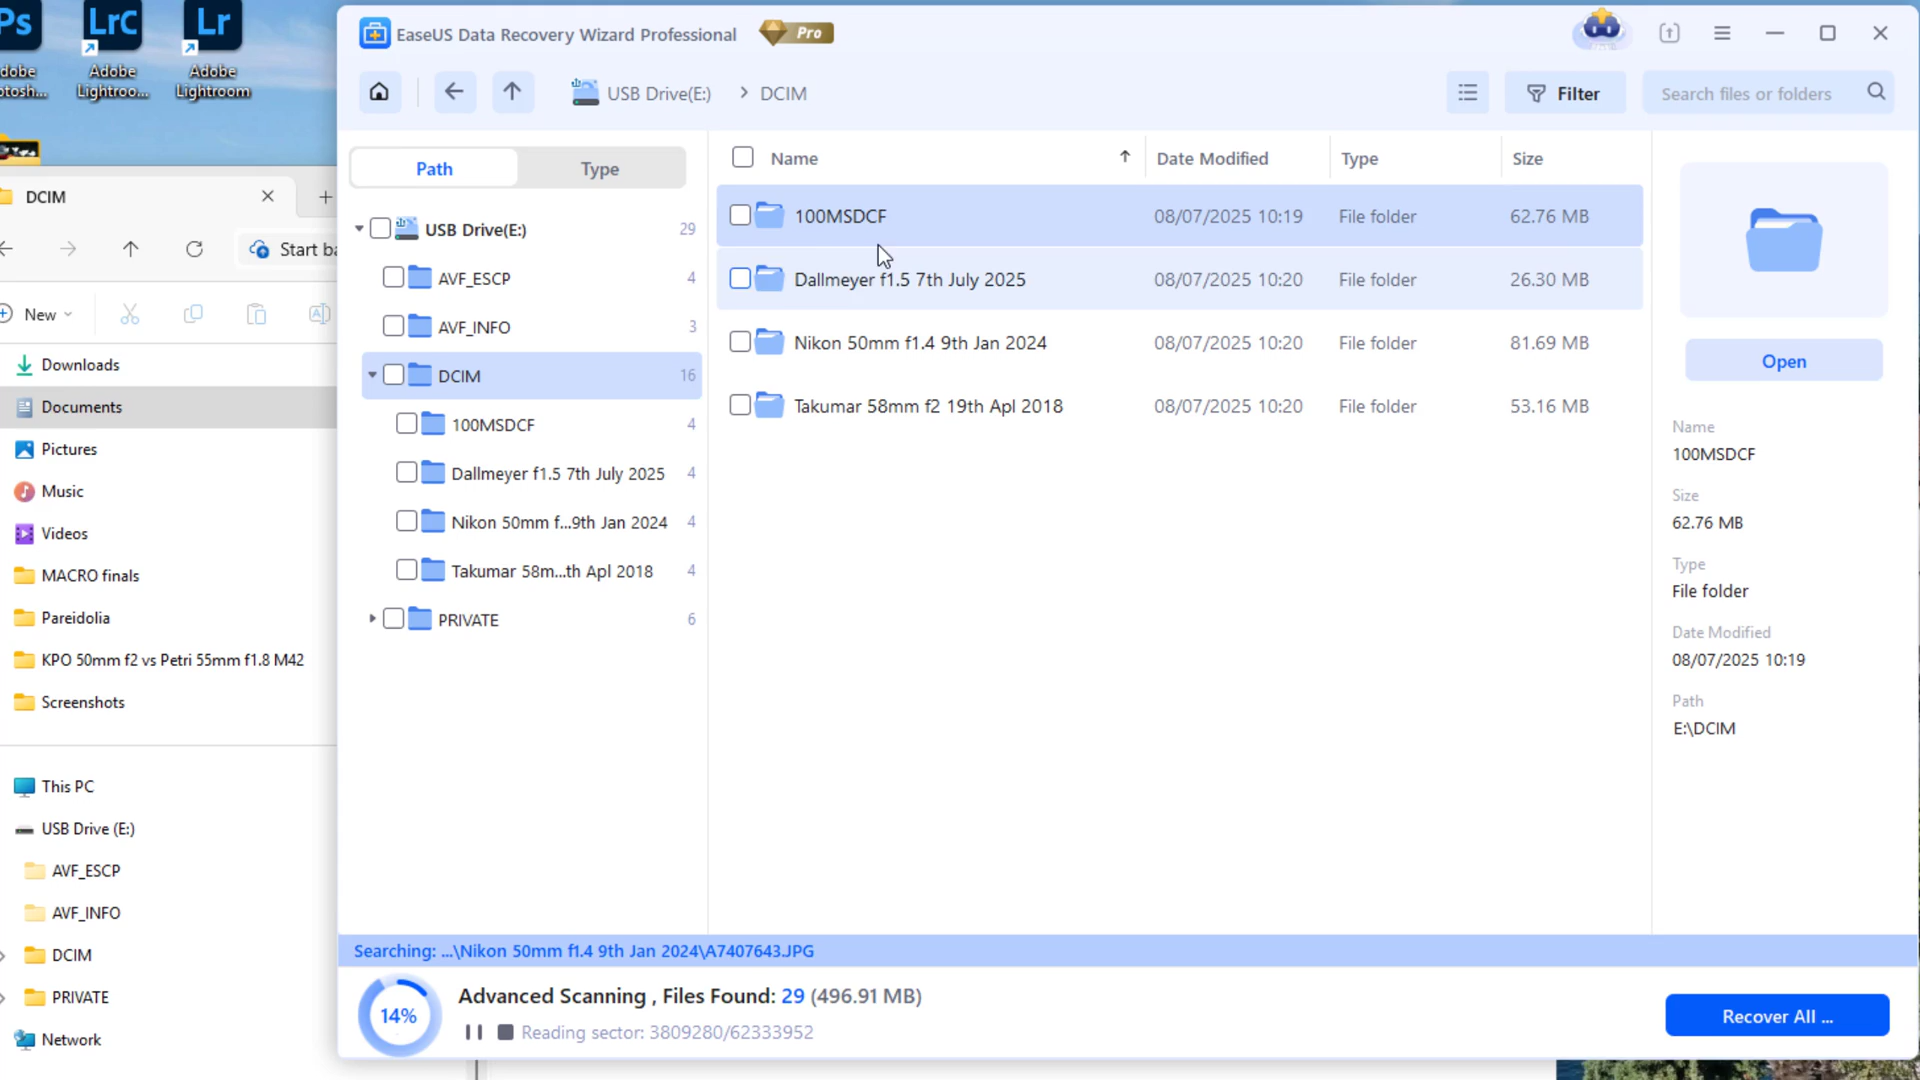 Ps
LrC
Lr
dobe
tosh...
Adobe
Lightroo...
Adobe
Lightroom
DCIM
Start ba
New
Downloads
Documents
Pictures
Music
Videos
MACRO finals
Pareidolia
KPO 50mm f2 vs Petri 55mm f1.8 M42
Screenshots
This PC
USB Drive (E:)
AVF_ESCP
AVF_INFO
DCIM
PRIVATE
Network
EaseUS Data Recovery Wizard Professional
Pro
USB Drive(E:) > DCIM
Filter
Search files or folders
Path
Type
USB Drive(E:) 29
AVF_ESCP 4
AVF_INFO 3
DCIM 16
100MSDCF 4
Dallmeyer f1.5 7th July 2025 4
Nikon 50mm f...9th Jan 2024 4
Takumar 58m...th Apl 2018 4
PRIVATE 6
Name Date Modified Type Size
100MSDCF 08/07/2025 10:19 File folder 62.76 MB
Dallmeyer f1.5 7th July 2025 08/07/2025 10:20 File folder 26.30 MB
Nikon 50mm f1.4 9th Jan 2024 08/07/2025 10:20 File folder 81.69 MB
Takumar 58mm f2 19th Apl 2018 08/07/2025 10:20 File folder 53.16 MB
Open
Name
100MSDCF
Size
62.76 MB
Type
File folder
Date Modified
08/07/2025 10:19
Path
E:\DCIM
Searching: ...\Nikon 50mm f1.4 9th Jan 2024\A7407643.JPG
14%
Advanced Scanning , Files Found: 29 (496.91 MB)
Reading sector: 3809280/62333952
Recover All ...